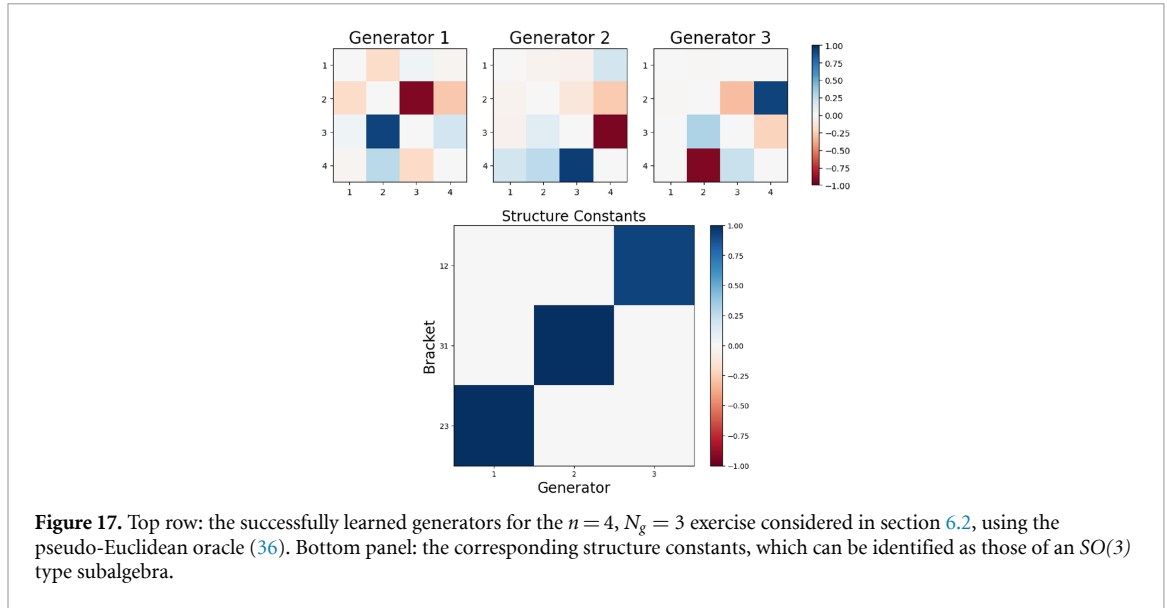 Generator 1 Generator 2 Generator 3
1 2 3 4
1 2 3 4
1 2 3 4
1 2 3 4
1 2 3 4
1 2 3 4
1.00
0.75
0.50
0.25
0.00
−0.25
−0.50
−0.75
−1.00
Structure Constants
Bracket
12
31
23
1 2 3
Generator
1.00
0.75
0.50
0.25
0.00
−0.25
−0.50
−0.75
−1.00
Figure 17. Top row: the successfully learned generators for the n = 4, Ng = 3 exercise considered in section 6.2, using the
pseudo-Euclidean oracle (36). Bottom panel: the corresponding structure constants, which can be identified as those of an SO(3)
type subalgebra.